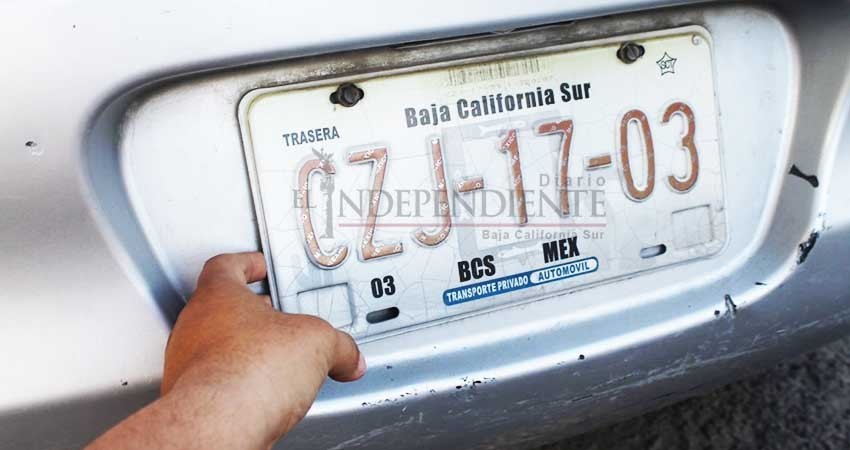 Baja California Sur
TRASERA
CZJ-17-03
Diario
EL INDEPENDIENTE
Baja California Sur
03 BCS MEX
TRANSPORTE PRIVADO AUTOMOVIL